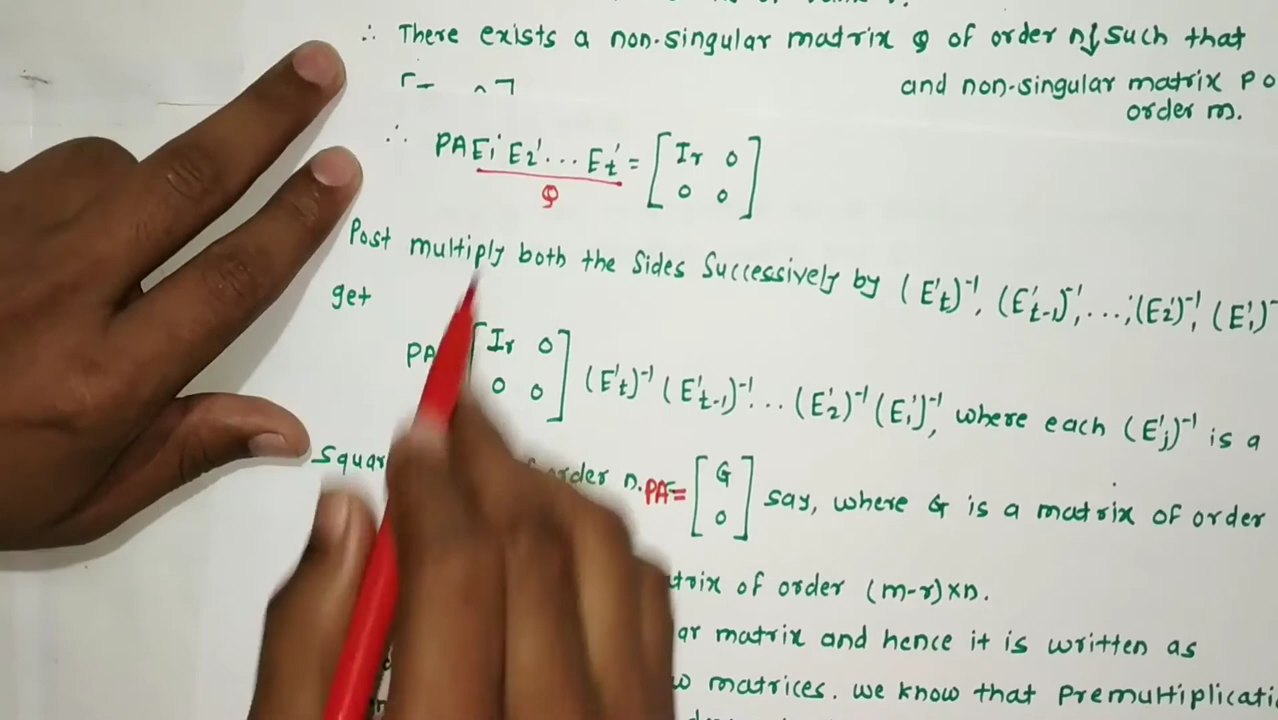 ∴ There exists a non-singular matrix Q of order n, such that
and non-singular matrix P o
order m.
∴ PA E₁' E₂' ... Eₜ' = [Iᵣ 0
0 0]
Q
Post multiply both the sides successively by (E'ₜ)⁻¹, (E'ₜ₋₁)⁻¹, ..., (E₂')⁻¹, (E₁')⁻
get
PA [Iᵣ 0
0 0] (E'ₜ)⁻¹ (E'ₜ₋₁)⁻¹ ... (E₂')⁻¹ (E₁')⁻¹, where each (E'ⱼ)⁻¹ is a
Squar order n. PA = [G
0] say, where G is a matrix of order
trix of order (m-r)×n.
ar matrix and hence it is written as
matrices. we know that premultiplicati